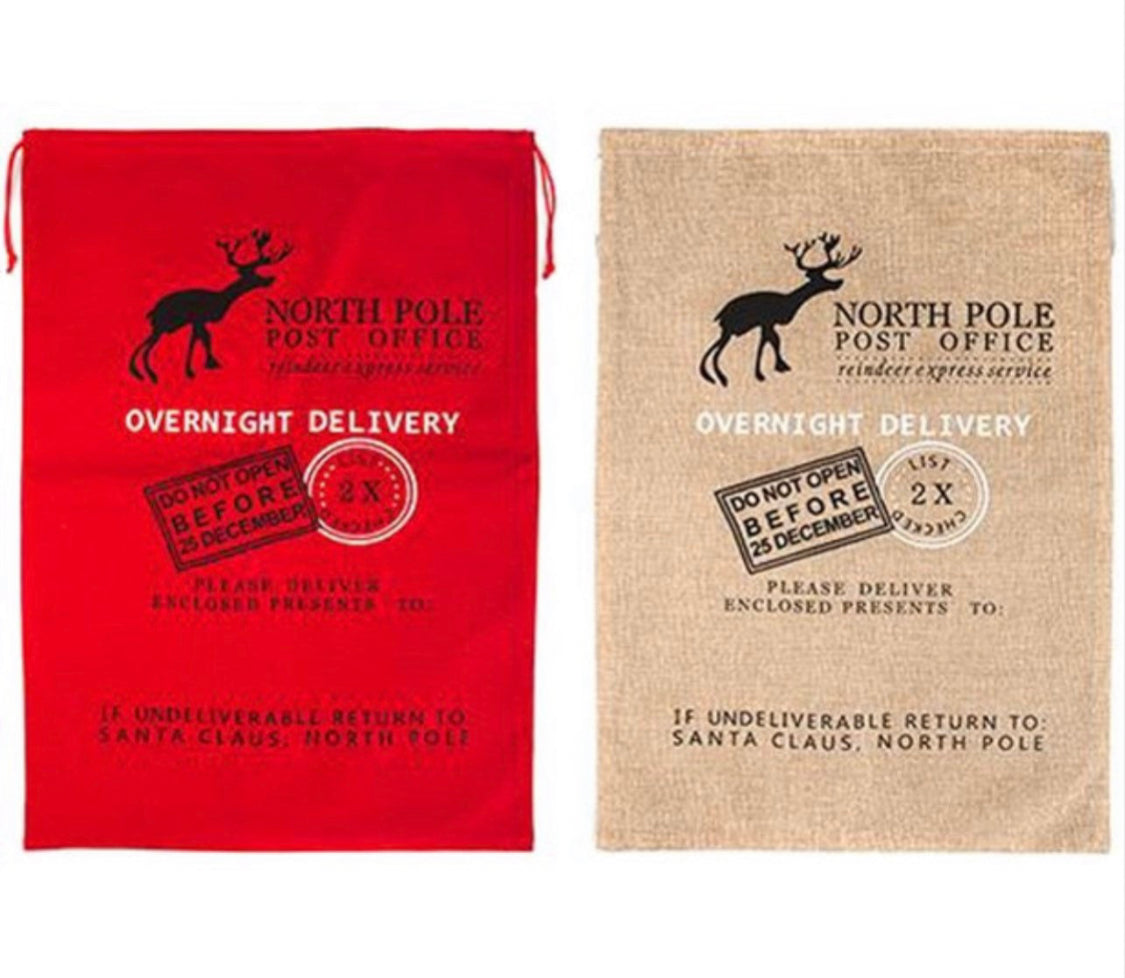 NORTH POLE
POST OFFICE
reindeer express service
OVERNIGHT DELIVERY
DO NOT OPEN
BEFORE
25 DECEMBER
LIST
2 X
CHECKED
PLEASE DELIVER
ENCLOSED PRESENTS TO:
IF UNDELIVERABLE RETURN TO
SANTA CLAUS, NORTH POLE
NORTH POLE
POST OFFICE
reindeer express service
OVERNIGHT DELIVERY
DO NOT OPEN
BEFORE
25 DECEMBER
LIST
2 X
CHECKED
PLEASE DELIVER
ENCLOSED PRESENTS TO:
IF UNDELIVERABLE RETURN TO:
SANTA CLAUS, NORTH POLE